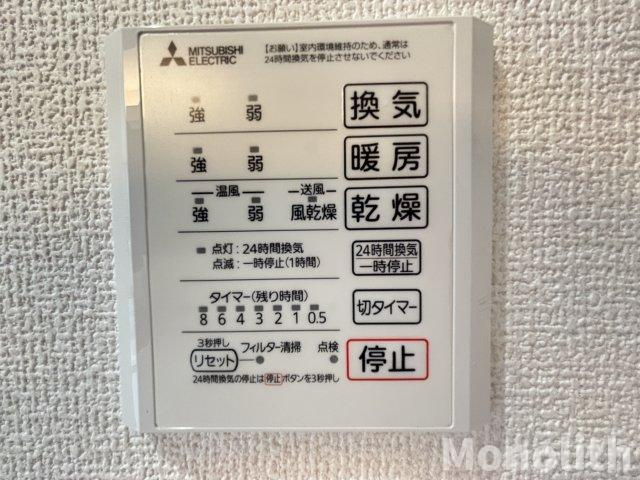 MITSUBISHI
ELECTRIC
【お願い】室内環境維持のため、通常は
24時間換気を停止させないでください
強 弱 換気
強 弱 暖房
温風 送風
強 弱 風乾燥 乾燥
点灯:24時間換気
点滅:一時停止(1時間)
24時間換気
一時停止
タイマー(残り時間)
8 6 4 3 2 1 0.5
切タイマー
3秒押し
リセット フィルター清掃 点検
停止
24時間換気の停止は停止ボタンを3秒押し
Monolith